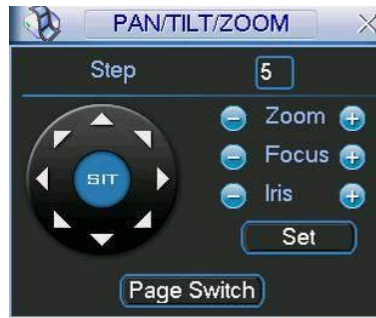 PAN/TILT/ZOOM
Step 5
Zoom
Focus
SIT
Iris
Set
Page Switch